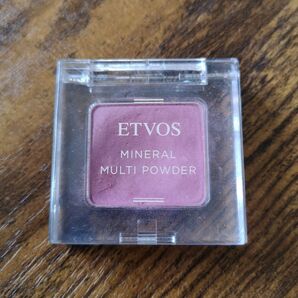 ETVOS
MINERAL
MULTI POWDER